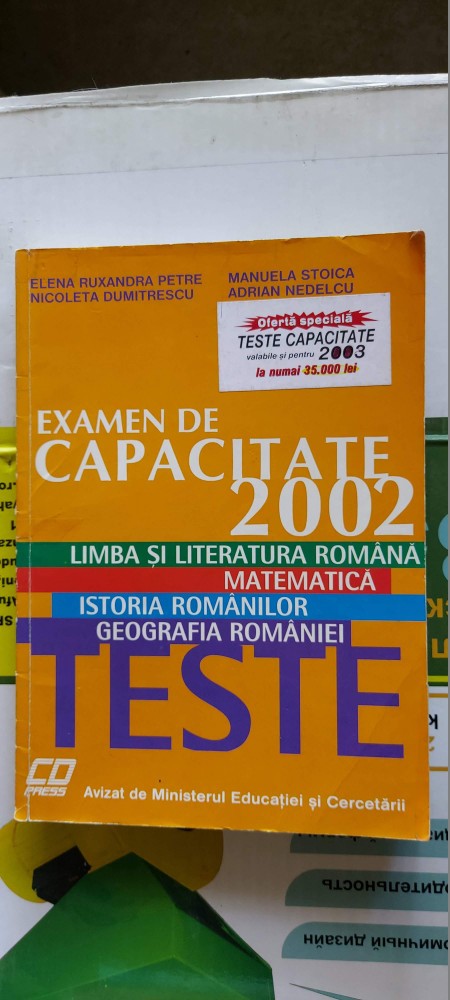 ELENA RUXANDRA PETRE
NICOLETA DUMITRESCU
MANUELA STOICA
ADRIAN NEDELCU
Ofertă specială
TESTE CAPACITATE
valabile și pentru 2003
la numai 35.000 lei
EXAMEN DE
CAPACITATE
2002
LIMBA ȘI LITERATURA ROMÂNĂ
MATEMATICĂ
ISTORIA ROMÂNILOR
GEOGRAFIA ROMÂNIEI
TESTE
CD
PRESS
Avizat de Ministerul Educației și Cercetării
дизайн